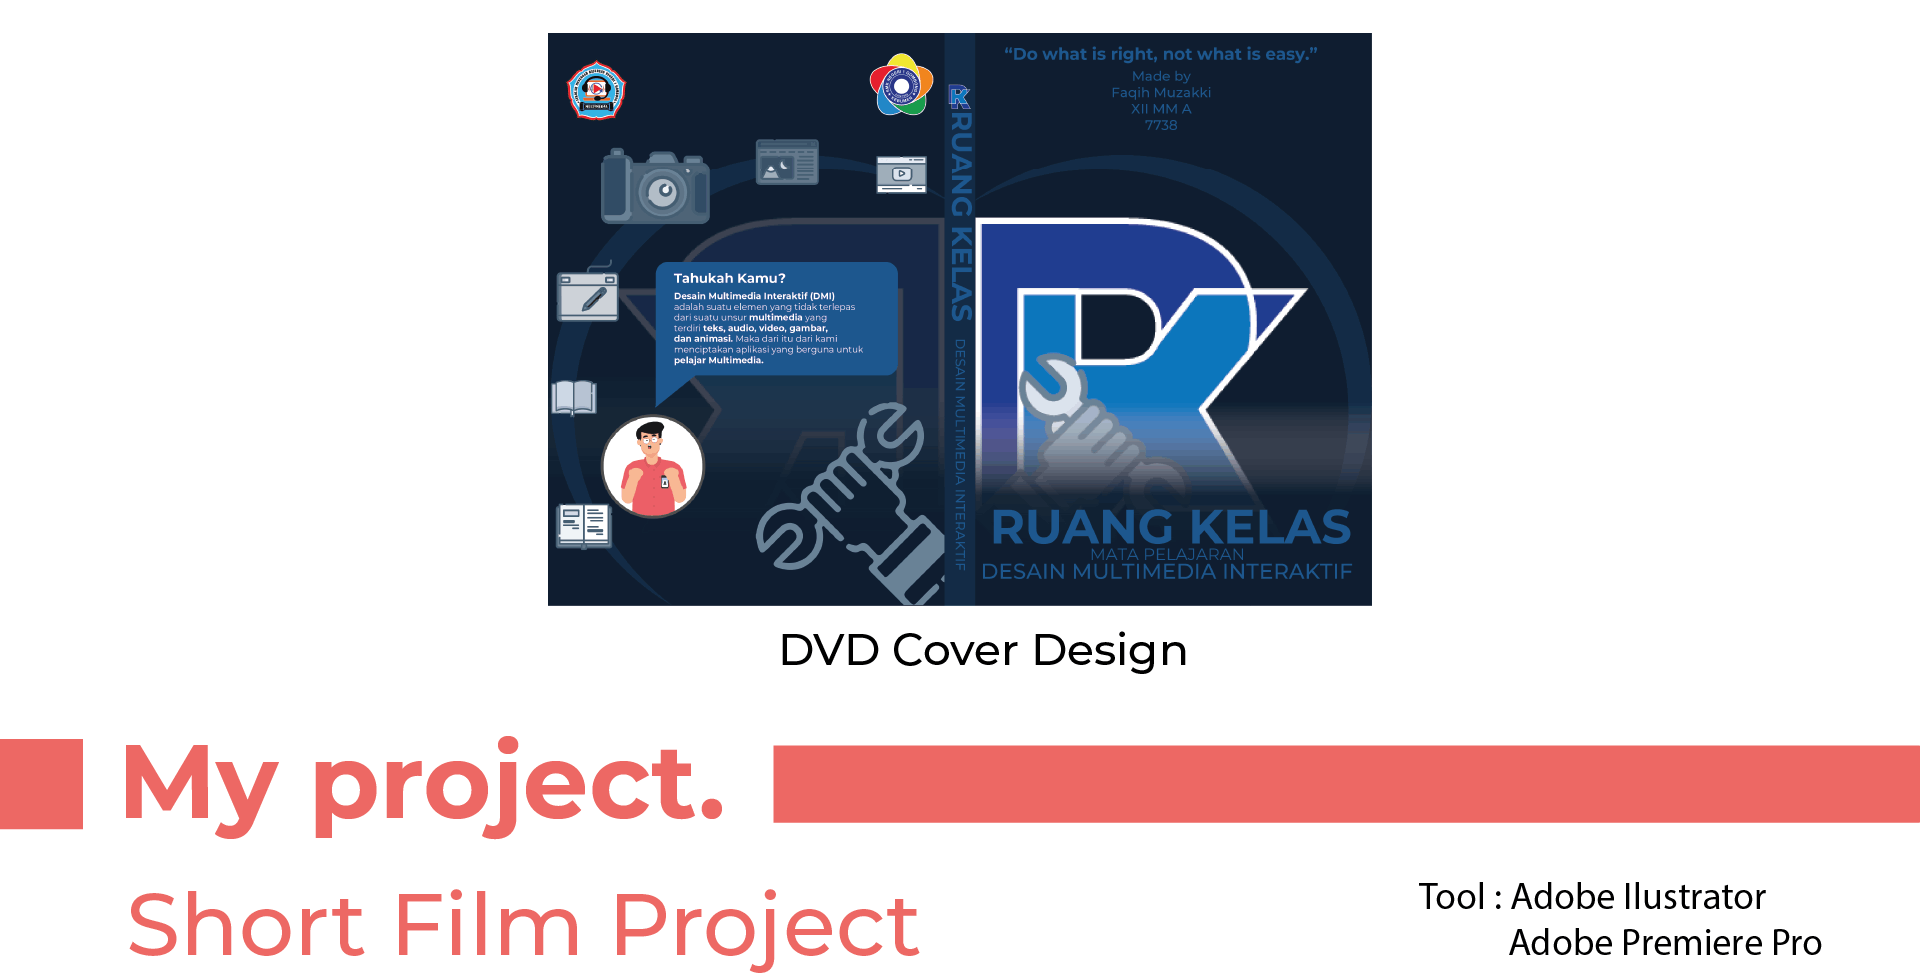 “Do what is right, not what is easy.”
Made by
Faqih Muzakki
XII MM A
7738
Tahukah Kamu?
Desain Multimedia Interaktif (DMI)
adalah suatu elemen yang tidak terlepas
dari suatu unsur multimedia yang
terdiri teks, audio, video, gambar,
dan animasi. Maka dari itu dari kami
menciptakan aplikasi yang berguna untuk
pelajar Multimedia.
MULTIMEDIA
RUANG KELAS
DESAIN MULTIMEDIA INTERAKTIF
RUANG KELAS
MATA PELAJARAN
DESAIN MULTIMEDIA INTERAKTIF
DVD Cover Design
My project.
Short Film Project
Tool : Adobe Ilustrator
Adobe Premiere Pro